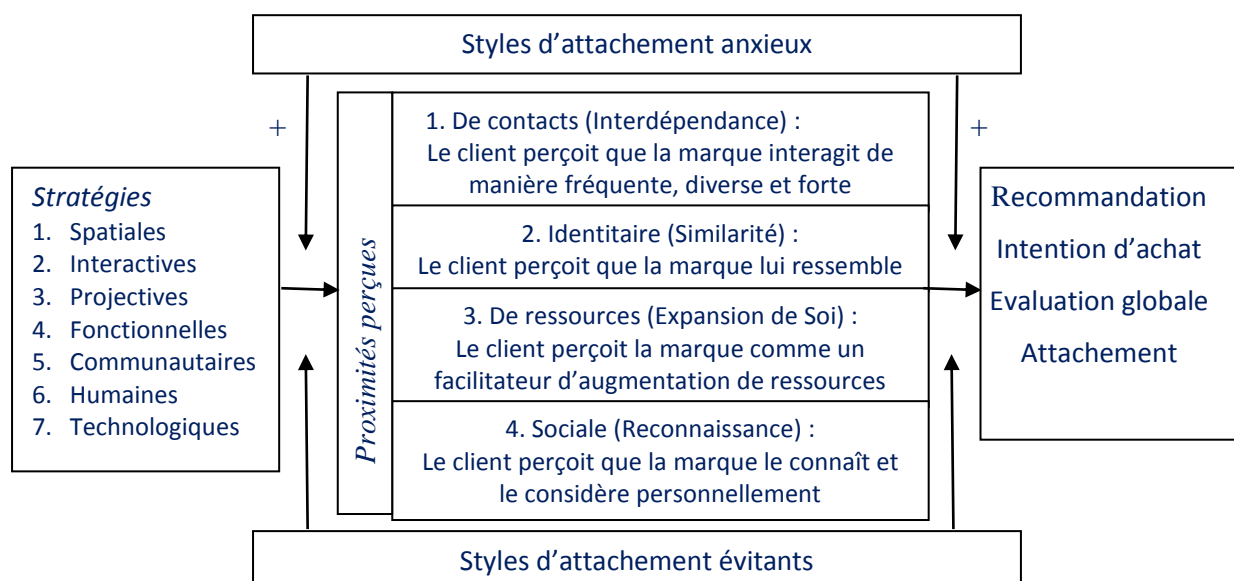 Styles d’attachement anxieux
+
+
Stratégies
1. Spatiales
2. Interactives
3. Projectives
4. Fonctionnelles
5. Communautaires
6. Humaines
7. Technologiques
Proximités perçues
1. De contacts (Interdépendance) :
Le client perçoit que la marque interagit de
manière fréquente, diverse et forte
2. Identitaire (Similarité) :
Le client perçoit que la marque lui ressemble
3. De ressources (Expansion de Soi) :
Le client perçoit la marque comme un
facilitateur d’augmentation de ressources
4. Sociale (Reconnaissance) :
Le client perçoit que la marque le connaît et
le considère personnellement
Recommandation
Intention d’achat
Evaluation globale
Attachement
Styles d’attachement évitants